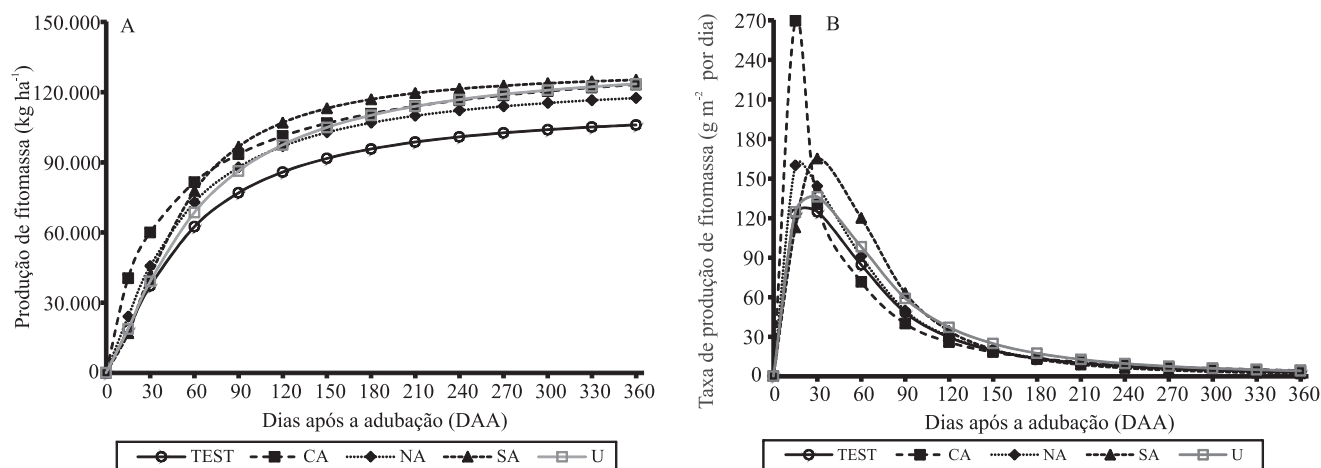 A
Produção de fitomassa (kg ha⁻¹)
150.000
120.000
90.000
60.000
30.000
0
0 30 60 90 120 150 180 210 240 270 300 330 360
Dias após a adubação (DAA)
TEST CA NA SA U
B
Taxa de produção de fitomassa (g m⁻² por dia)
270
240
210
180
150
120
90
60
30
0
0 30 60 90 120 150 180 210 240 270 300 330 360
Dias após a adubação (DAA)
TEST CA NA SA U